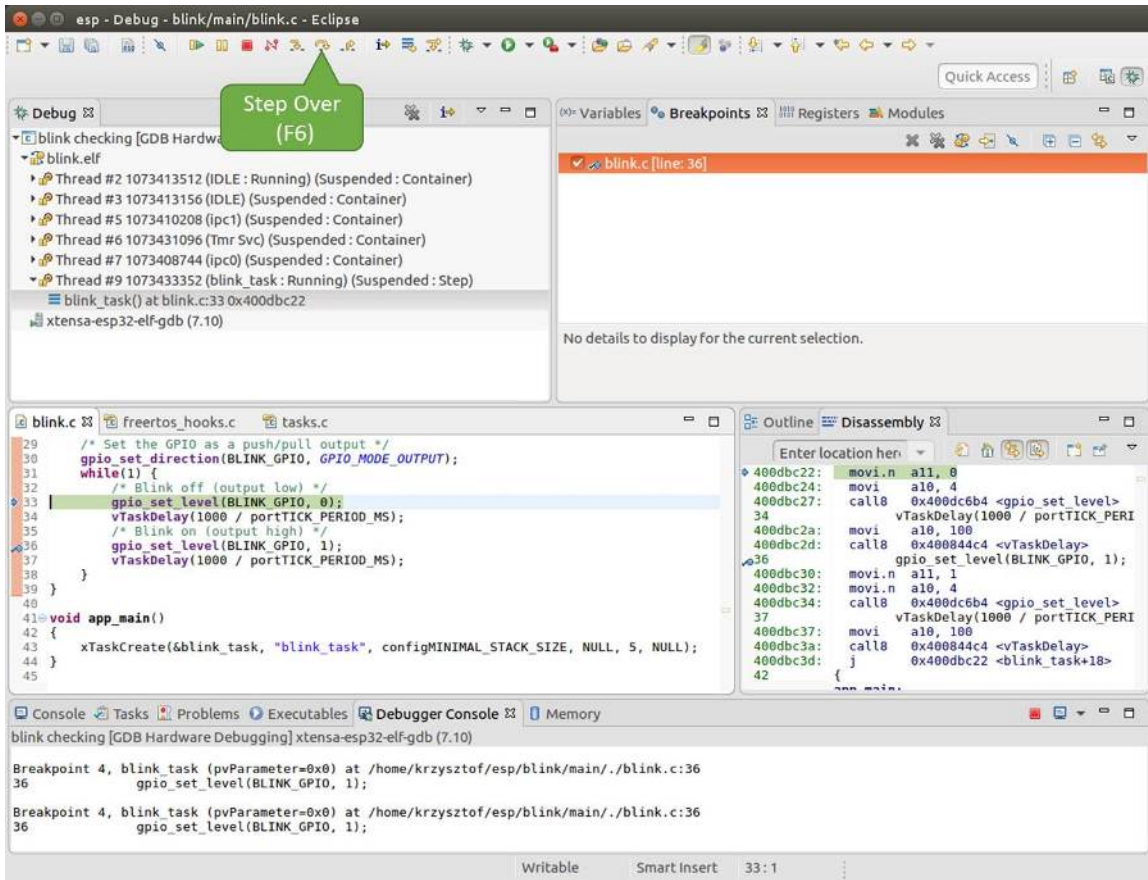 esp - Debug - blink/main/blink.c - Eclipse
Step Over
(F6)
Quick Access
Debug
blink checking [GDB Hardwa
blink.elf
Thread #2 1073413512 (IDLE : Running) (Suspended : Container)
Thread #3 1073413156 (IDLE) (Suspended : Container)
Thread #5 1073410208 (ipc1) (Suspended : Container)
Thread #6 1073431096 (Tmr Svc) (Suspended : Container)
Thread #7 1073408744 (ipc0) (Suspended : Container)
Thread #9 1073433352 (blink_task : Running) (Suspended : Step)
blink_task() at blink.c:33 0x400dbc22
xtensa-esp32-elf-gdb (7.10)
(x)= Variables Breakpoints Registers Modules
blink.c [line: 36]
No details to display for the current selection.
blink.c freertos_hooks.c tasks.c
29 /* Set the GPIO as a push/pull output */
30 gpio_set_direction(BLINK_GPIO, GPIO_MODE_OUTPUT);
31 while(1) {
32 /* Blink off (output low) */
33 gpio_set_level(BLINK_GPIO, 0);
34 vTaskDelay(1000 / portTICK_PERIOD_MS);
35 /* Blink on (output high) */
36 gpio_set_level(BLINK_GPIO, 1);
37 vTaskDelay(1000 / portTICK_PERIOD_MS);
38 }
39 }
40
41 void app_main()
42 {
43 xTaskCreate(&blink_task, "blink_task", configMINIMAL_STACK_SIZE, NULL, 5, NULL);
44 }
45
Outline Disassembly
Enter location her
400dbc22: movi.n a11, 0
400dbc24: movi a10, 4
400dbc27: call8 0x400dc6b4 <gpio_set_level>
34 vTaskDelay(1000 / portTICK_PERI
400dbc2a: movi a10, 100
400dbc2d: call8 0x400844c4 <vTaskDelay>
36 gpio_set_level(BLINK_GPIO, 1);
400dbc30: movi.n a11, 1
400dbc32: movi.n a10, 4
400dbc34: call8 0x400dc6b4 <gpio_set_level>
37 vTaskDelay(1000 / portTICK_PERI
400dbc37: movi a10, 100
400dbc3a: call8 0x400844c4 <vTaskDelay>
400dbc3d: j 0x400dbc22 <blink_task+18>
42 {
app_main:
Console Tasks Problems Executables Debugger Console Memory
blink checking [GDB Hardware Debugging] xtensa-esp32-elf-gdb (7.10)
Breakpoint 4, blink_task (pvParameter=0x0) at /home/krzysztof/esp/blink/main/./blink.c:36
36 gpio_set_level(BLINK_GPIO, 1);
Breakpoint 4, blink_task (pvParameter=0x0) at /home/krzysztof/esp/blink/main/./blink.c:36
36 gpio_set_level(BLINK_GPIO, 1);
Writable Smart Insert 33 : 1